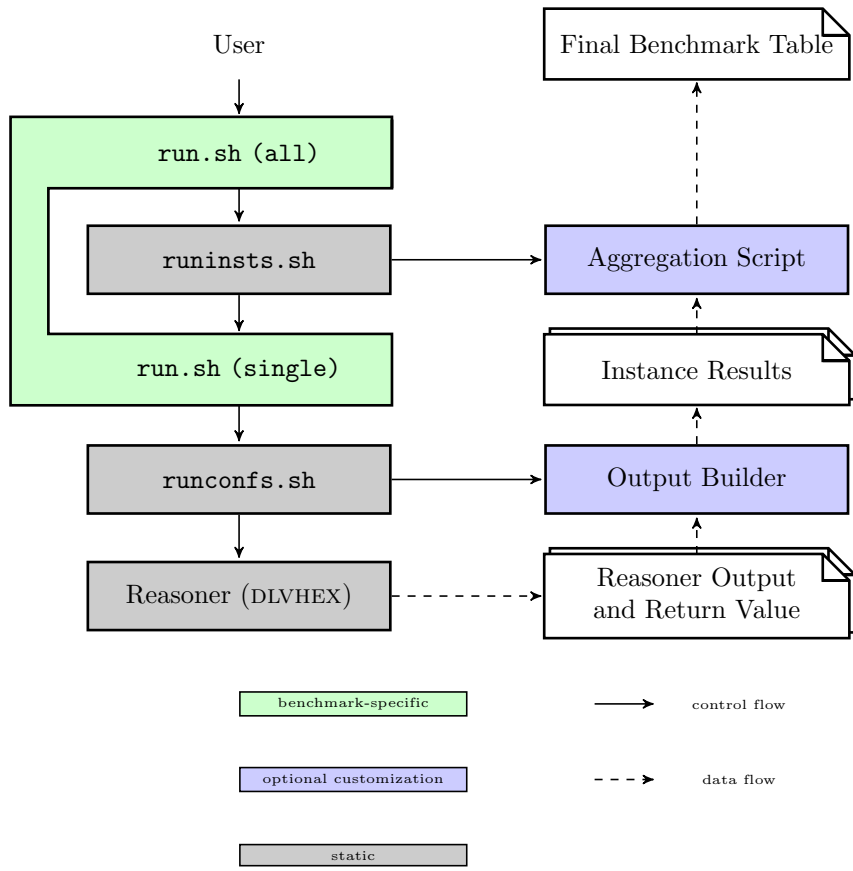 User
Final Benchmark Table
run.sh (all)
runinsts.sh
Aggregation Script
run.sh (single)
Instance Results
runconfs.sh
Output Builder
Reasoner (DLVHEX)
Reasoner Output
and Return Value
benchmark-specific
control flow
optional customization
data flow
static